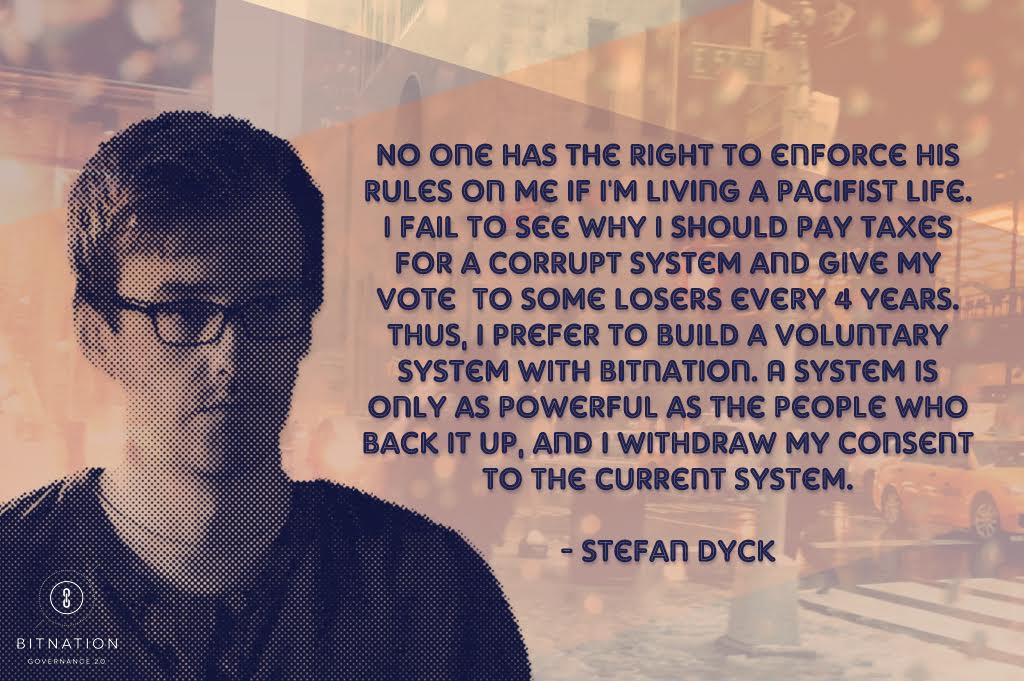 E 47 ST
NO ONE HAS THE RIGHT TO ENFORCE HIS
RULES ON ME IF I'M LIVING A PACIFIST LIFE.
I FAIL TO SEE WHY I SHOULD PAY TAXES
FOR A CORRUPT SYSTEM AND GIVE MY
VOTE TO SOME LOSERS EVERY 4 YEARS.
THUS, I PREFER TO BUILD A VOLUNTARY
SYSTEM WITH BITNATION. A SYSTEM IS
ONLY AS POWERFUL AS THE PEOPLE WHO
BACK IT UP, AND I WITHDRAW MY CONSENT
TO THE CURRENT SYSTEM.
- STEFAN DYCK
BITNATION
GOVERNANCE 2.0